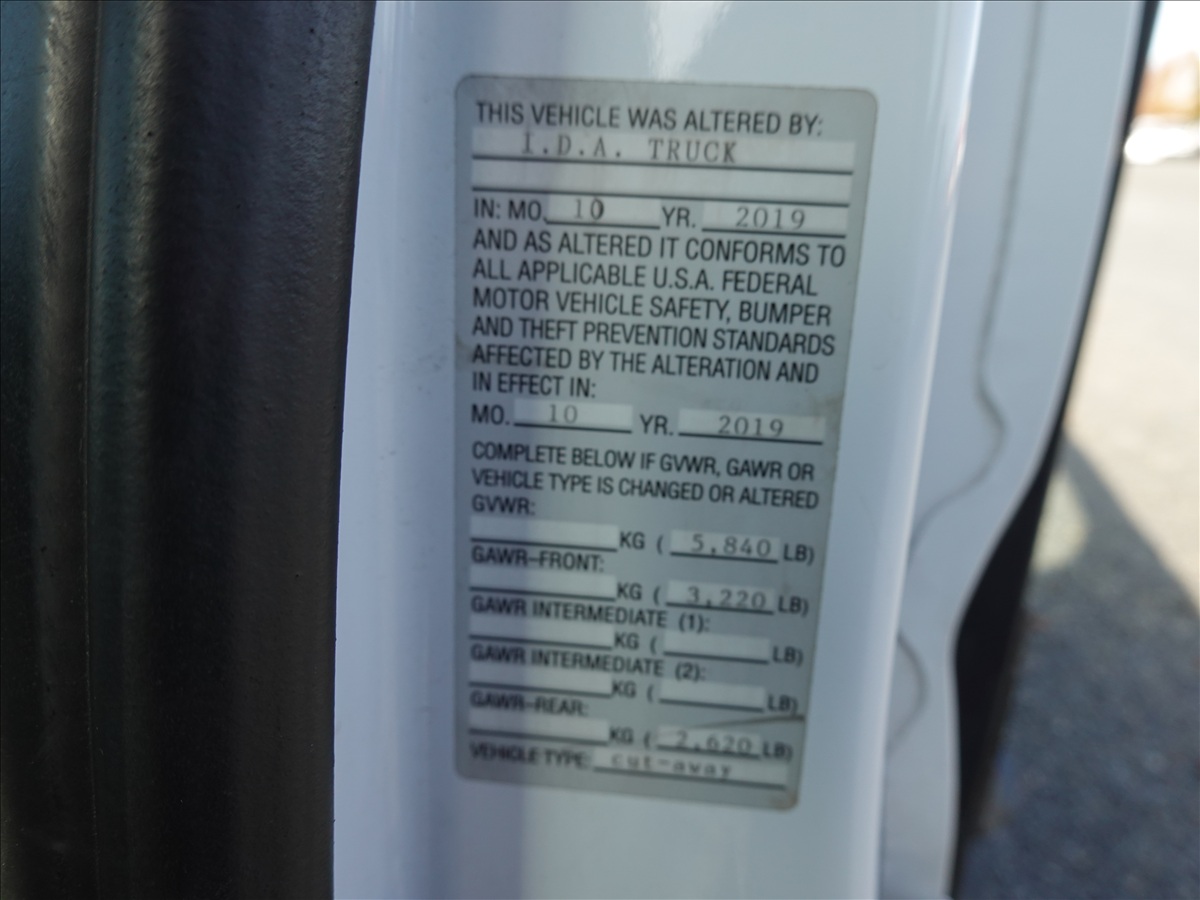 THIS VEHICLE WAS ALTERED BY:
I.D.A. TRUCK
IN: MO. 10 YR. 2019
AND AS ALTERED IT CONFORMS TO
ALL APPLICABLE U.S.A. FEDERAL
MOTOR VEHICLE SAFETY, BUMPER
AND THEFT PREVENTION STANDARDS
AFFECTED BY THE ALTERATION AND
IN EFFECT IN:
MO. 10 YR. 2019
COMPLETE BELOW IF GVWR, GAWR OR
VEHICLE TYPE IS CHANGED OR ALTERED
GVWR:
KG ( 5,840 LB)
GAWR-FRONT:
KG ( 3,220 LB)
GAWR INTERMEDIATE (1):
KG ( LB)
GAWR INTERMEDIATE (2):
KG ( LB)
GAWR-REAR:
KG ( 2,620 LB)
VEHICLE TYPE: cut-away